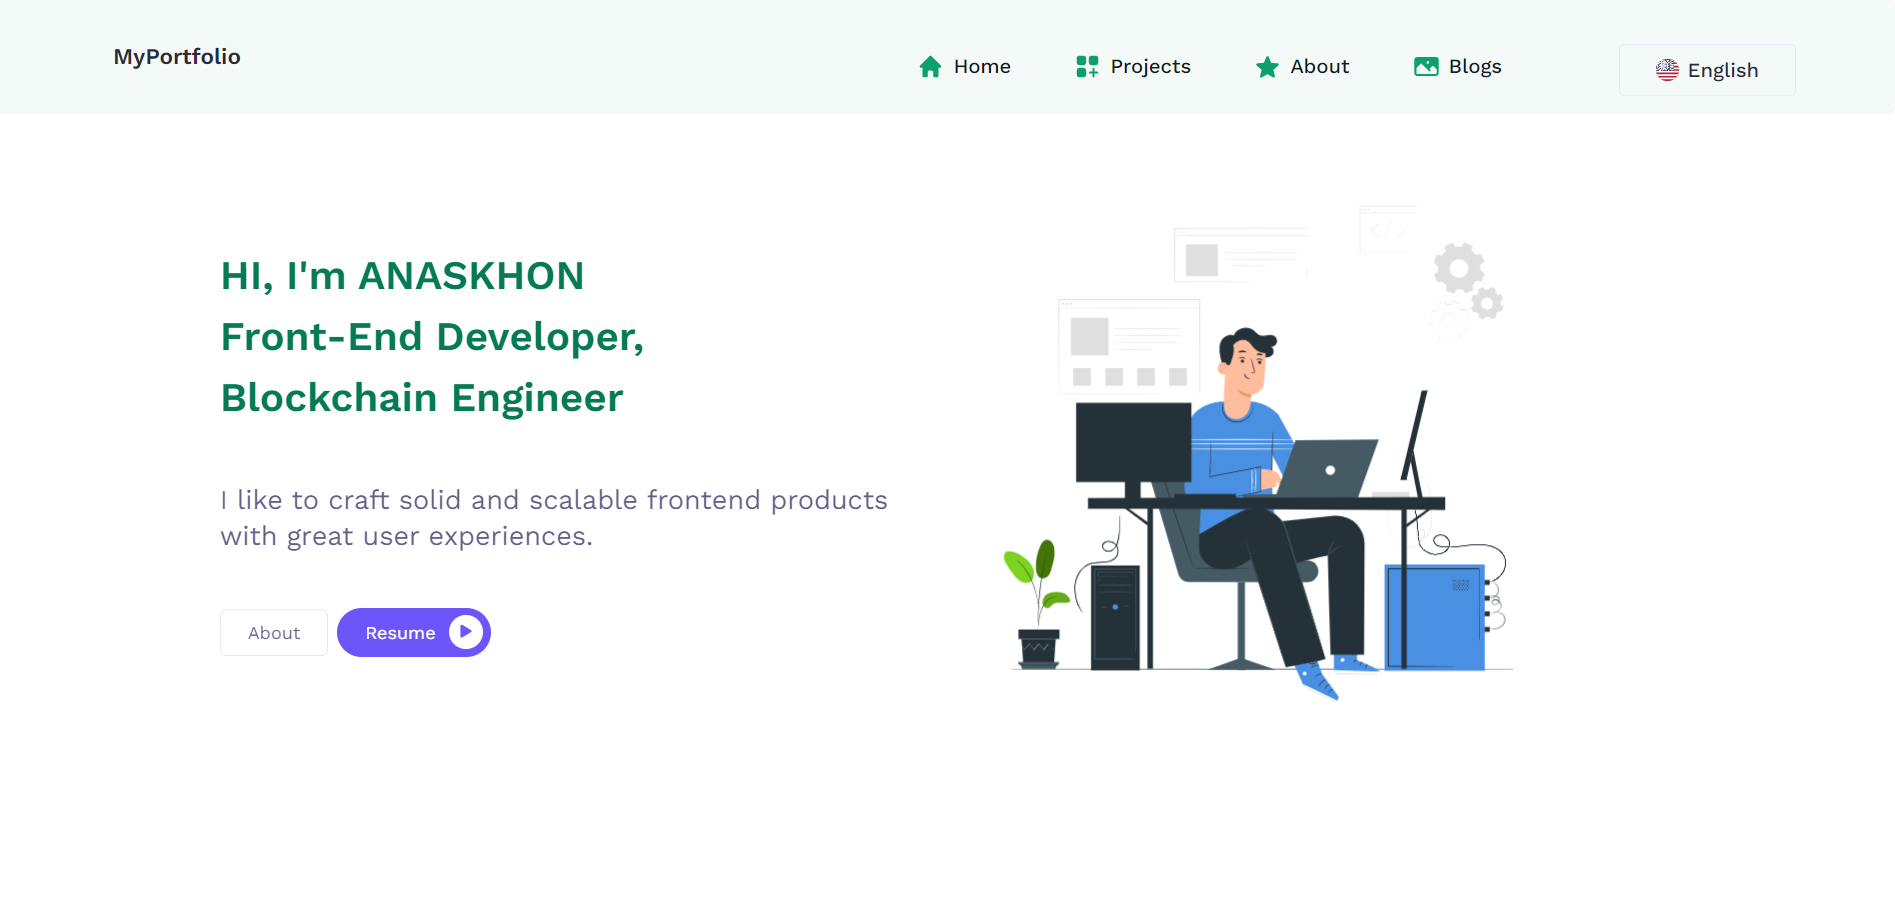 MyPortfolio
Home
Projects
About
Blogs
English
HI, I'm ANASKHON
Front-End Developer,
Blockchain Engineer
I like to craft solid and scalable frontend products
with great user experiences.
About
Resume